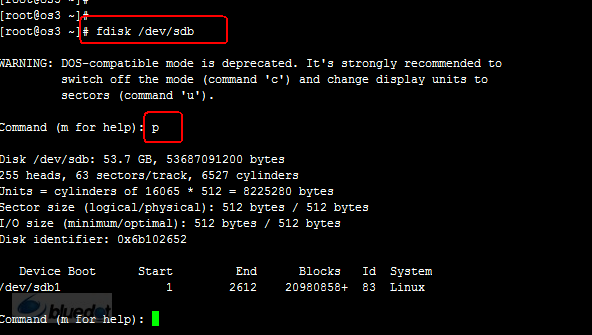 [root@os3 ~]#
[root@os3 ~]#
[root@os3 ~]# fdisk /dev/sdb
WARNING: DOS-compatible mode is deprecated. It's strongly recommended to
switch off the mode (command 'c') and change display units to
sectors (command 'u').
Command (m for help): p
Disk /dev/sdb: 53.7 GB, 53687091200 bytes
255 heads, 63 sectors/track, 6527 cylinders
Units = cylinders of 16065 * 512 = 8225280 bytes
Sector size (logical/physical): 512 bytes / 512 bytes
I/O size (minimum/optimal): 512 bytes / 512 bytes
Disk identifier: 0x6b102652
Device Boot Start End Blocks Id System
/dev/sdb1 1 2612 20980858+ 83 Linux
bluedot
Command (m for help):